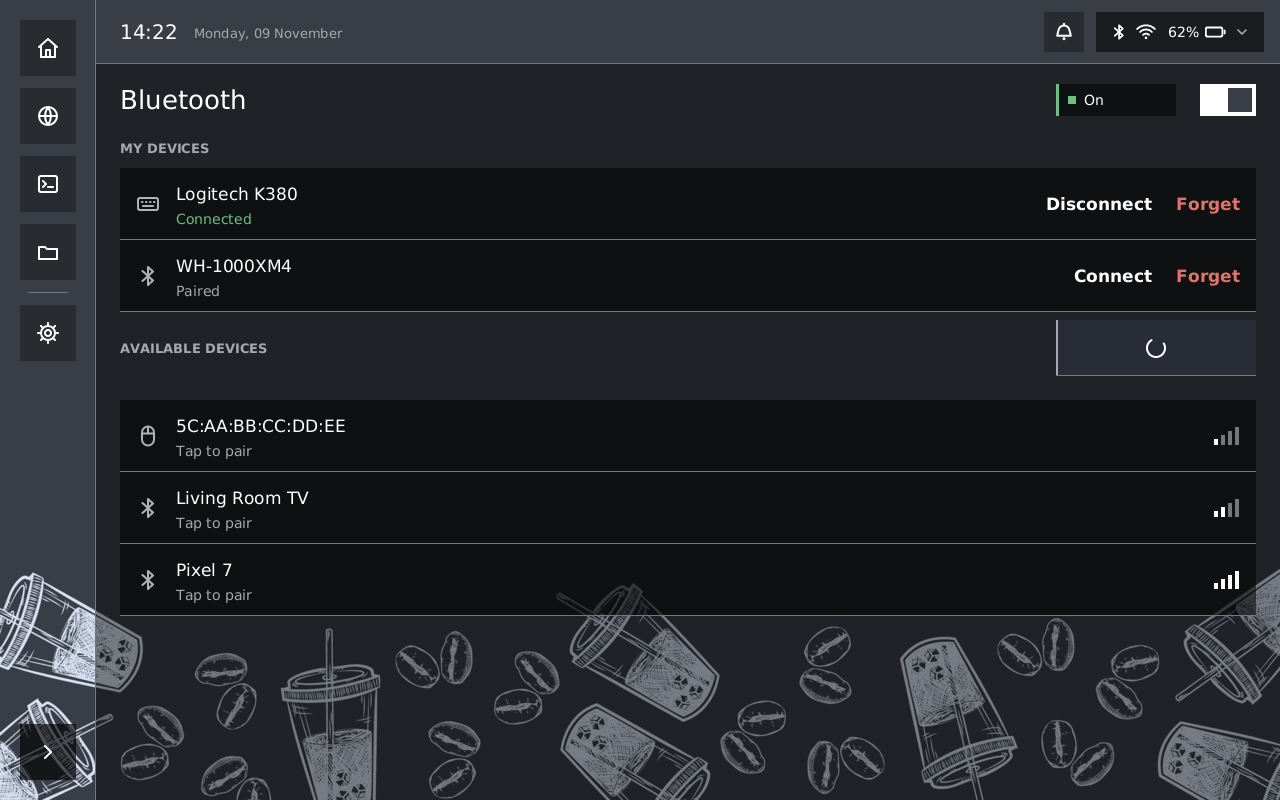 14:22 Monday, 09 November
62%
Bluetooth
On
MY DEVICES
Logitech K380
Connected
Disconnect Forget
WH-1000XM4
Paired
Connect Forget
AVAILABLE DEVICES
5C:AA:BB:CC:DD:EE
Tap to pair
Living Room TV
Tap to pair
Pixel 7
Tap to pair